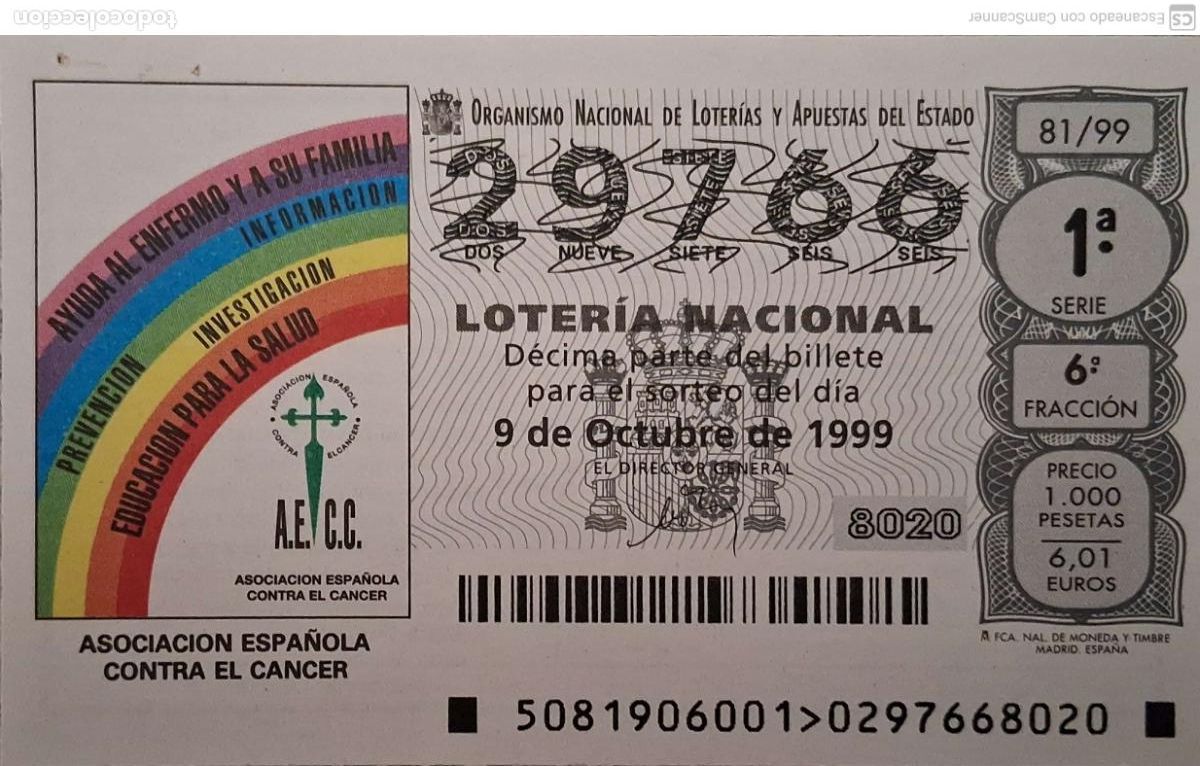 todocoleccion
CS Escaneado con CamScanner
AYUDA AL ENFERMO Y A SU FAMILIA
INFORMACION
PREVENCION
INVESTIGACION
EDUCACION PARA LA SALUD
ASOCIACION ESPAÑOLA
CONTRA EL CANCER
A.E.C.C.
ASOCIACION ESPAÑOLA
CONTRA EL CANCER
ASOCIACION ESPAÑOLA
CONTRA EL CANCER
ORGANISMO NACIONAL DE LOTERÍAS Y APUESTAS DEL ESTADO
29766
DOS NUEVE SIETE SEIS SEIS
LOTERÍA NACIONAL
Décima parte del billete
para el sorteo del día
9 de Octubre de 1999
EL DIRECTOR GENERAL
8020
81/99
1ª
SERIE
6ª
FRACCIÓN
PRECIO
1.000
PESETAS
6,01
EUROS
FCA. NAL. DE MONEDA Y TIMBRE
MADRID. ESPAÑA
5081906001>0297668020